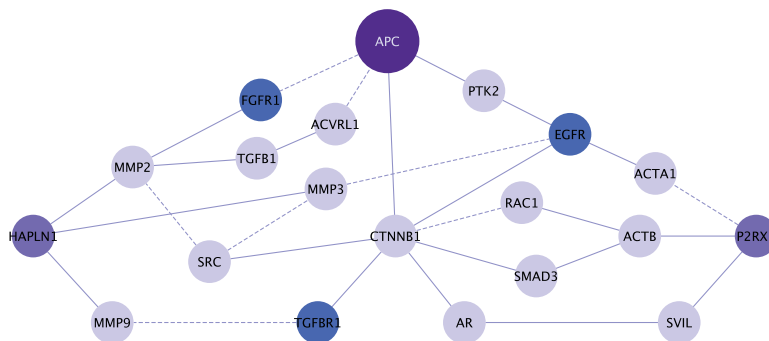 APC
PTK2
FGFR1
ACVRL1
EGFR
TGFB1
MMP2
ACTA1
MMP3
RAC1
HAPLN1
CTNNB1
ACTB
P2RX
SRC
SMAD3
MMP9
TGFBR1
AR
SVIL